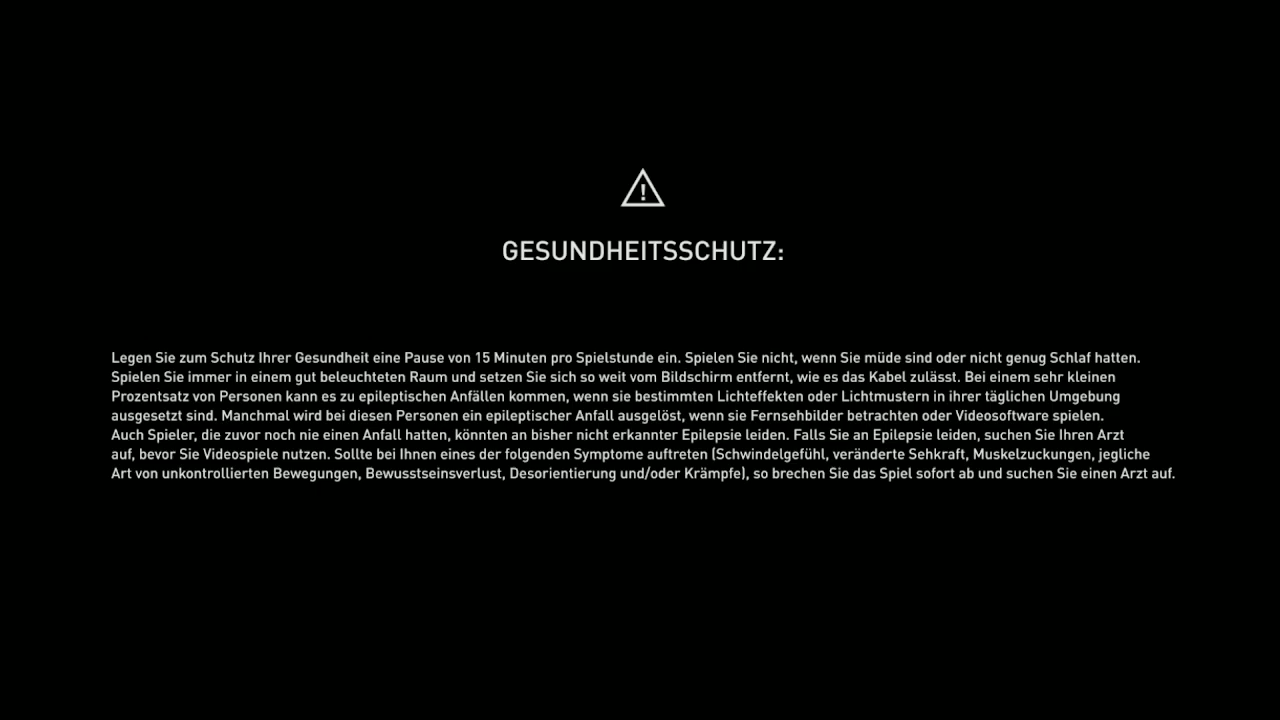 GESUNDHEITSSCHUTZ:
Legen Sie zum Schutz Ihrer Gesundheit eine Pause von 15 Minuten pro Spielstunde ein. Spielen Sie nicht, wenn Sie müde sind oder nicht genug Schlaf hatten.
Spielen Sie immer in einem gut beleuchteten Raum und setzen Sie sich so weit vom Bildschirm entfernt, wie es das Kabel zulässt. Bei einem sehr kleinen
Prozentsatz von Personen kann es zu epileptischen Anfällen kommen, wenn sie bestimmten Lichteffekten oder Lichtmustern in ihrer täglichen Umgebung
ausgesetzt sind. Manchmal wird bei diesen Personen ein epileptischer Anfall ausgelöst, wenn sie Fernsehbilder betrachten oder Videosoftware spielen.
Auch Spieler, die zuvor noch nie einen Anfall hatten, könnten an bisher nicht erkannter Epilepsie leiden. Falls Sie an Epilepsie leiden, suchen Sie Ihren Arzt
auf, bevor Sie Videospiele nutzen. Sollte bei Ihnen eines der folgenden Symptome auftreten (Schwindelgefühl, veränderte Sehkraft, Muskelzuckungen, jegliche
Art von unkontrollierten Bewegungen, Bewusstseinsverlust, Desorientierung und/oder Krämpfe), so brechen Sie das Spiel sofort ab und suchen Sie einen Arzt auf.